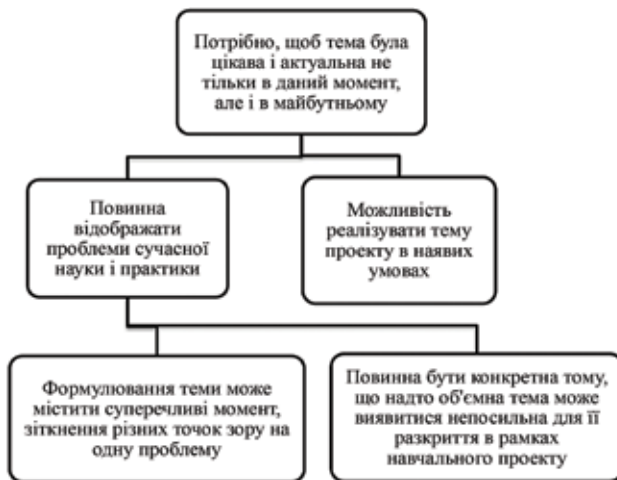 Потрібно, щоб тема була
цікава і актуальна не
тільки в даний момент,
але і в майбутньому
Повинна
відображати
проблеми сучасної
науки і практики
Можливість
реалізувати тему
проекту в наявих
умовах
Формулювання теми може
містити суперечливі момент,
зіткнення різних точок зору на
одну проблему
Повинна бути конкретна тому,
що надто об'ємна тема може
виявитися непосильна для її
разкриття в рамках
навчального проекту